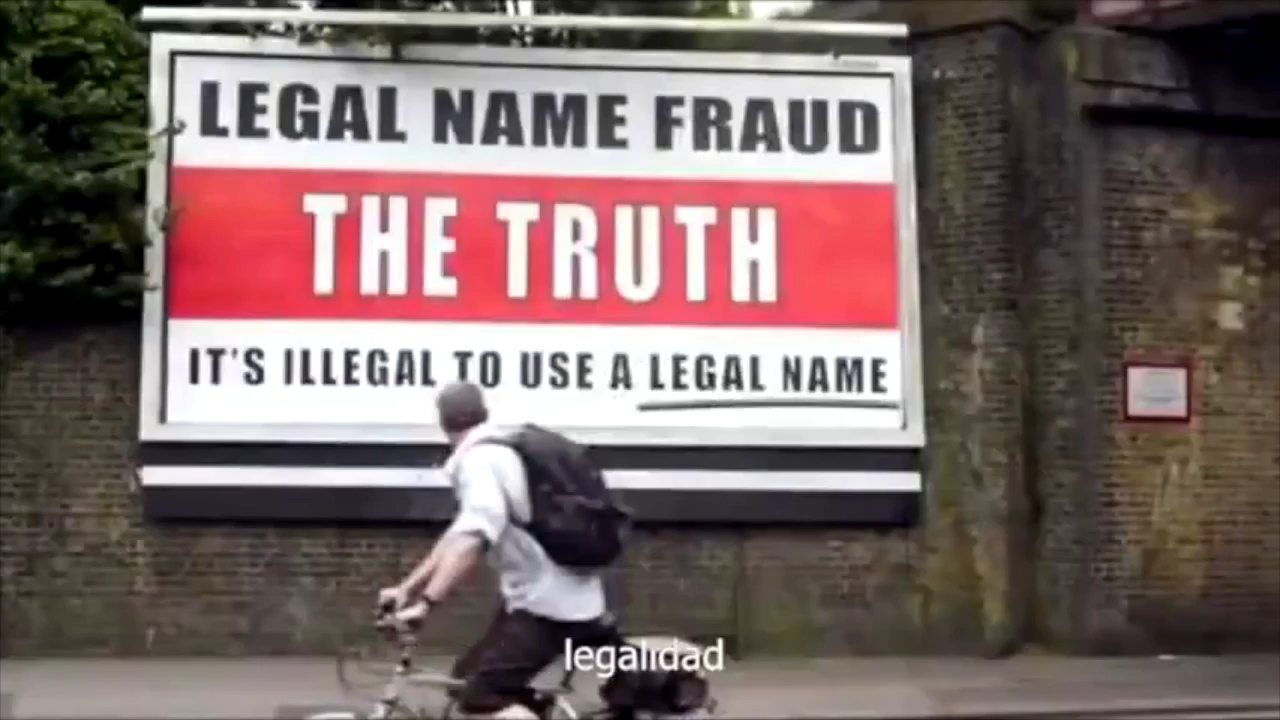 LEGAL NAME FRAUD
THE TRUTH
IT'S ILLEGAL TO USE A LEGAL NAME
legalidad